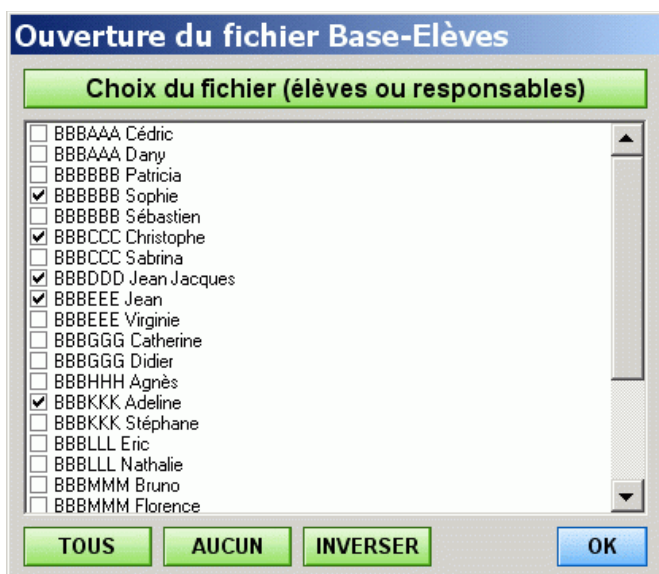 Ouverture du fichier Base-Elèves
Choix du fichier (élèves ou responsables)
BBBAAA Cédric
BBBAAA Dany
BBBBBB Patricia
BBBBBB Sophie
BBBBBB Sébastien
BBBCCC Christophe
BBBCCC Sabrina
BBBDDD Jean Jacques
BBBEEE Jean
BBBEEE Virginie
BBBGGG Catherine
BBBGGG Didier
BBBHHH Agnès
BBBKKK Adeline
BBBKKK Stéphane
BBBLLL Eric
BBBLLL Nathalie
BBBMMM Bruno
BBBMMM Florence
TOUS AUCUN INVERSER OK